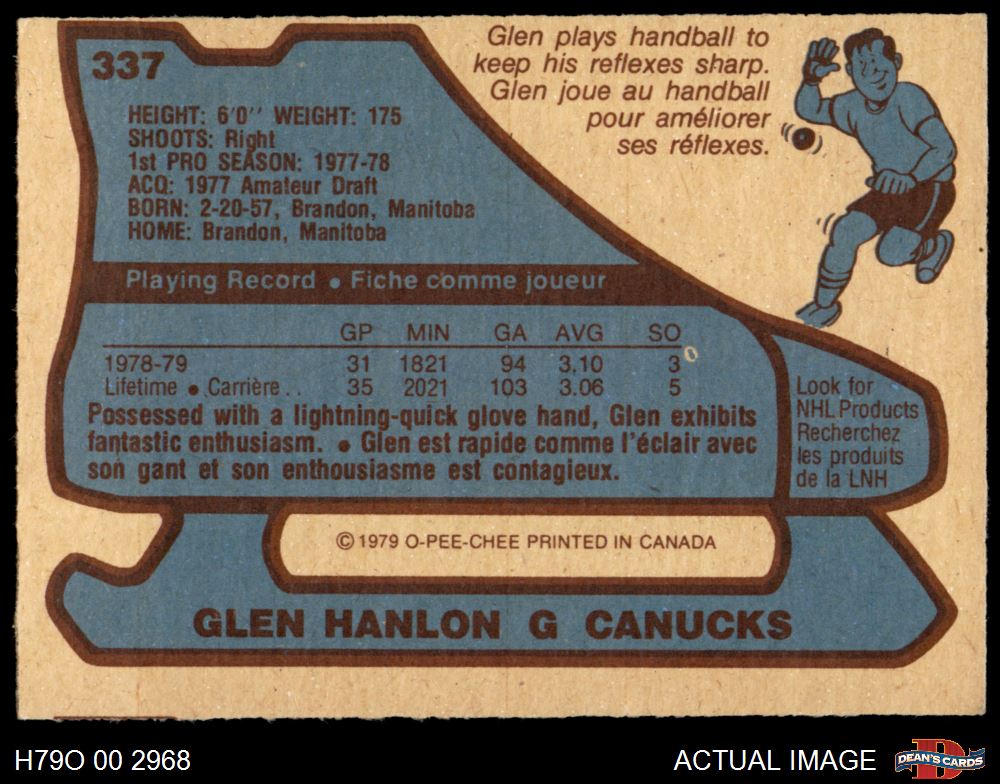 337
Glen plays handball to
keep his reflexes sharp.
Glen joue au handball
pour améliorer
ses réflexes.
HEIGHT: 6'0'' WEIGHT: 175
SHOOTS: Right
1st PRO SEASON: 1977-78
ACQ: 1977 Amateur Draft
BORN: 2-20-57, Brandon, Manitoba
HOME: Brandon, Manitoba
Playing Record • Fiche comme joueur
GP MIN GA AVG SO
1978-79 31 1821 94 3.10 3
Lifetime • Carrière.. 35 2021 103 3.06 5
Possessed with a lightning-quick glove hand, Glen exhibits
fantastic enthusiasm. • Glen est rapide comme l'éclair avec
son gant et son enthousiasme est contagieux.
Look for
NHL Products
Recherchez
les produits
de la LNH
©1979 O-PEE-CHEE PRINTED IN CANADA
GLEN HANLON G CANUCKS
H79O 00 2968
ACTUAL IMAGE
DEAN'S CARDS